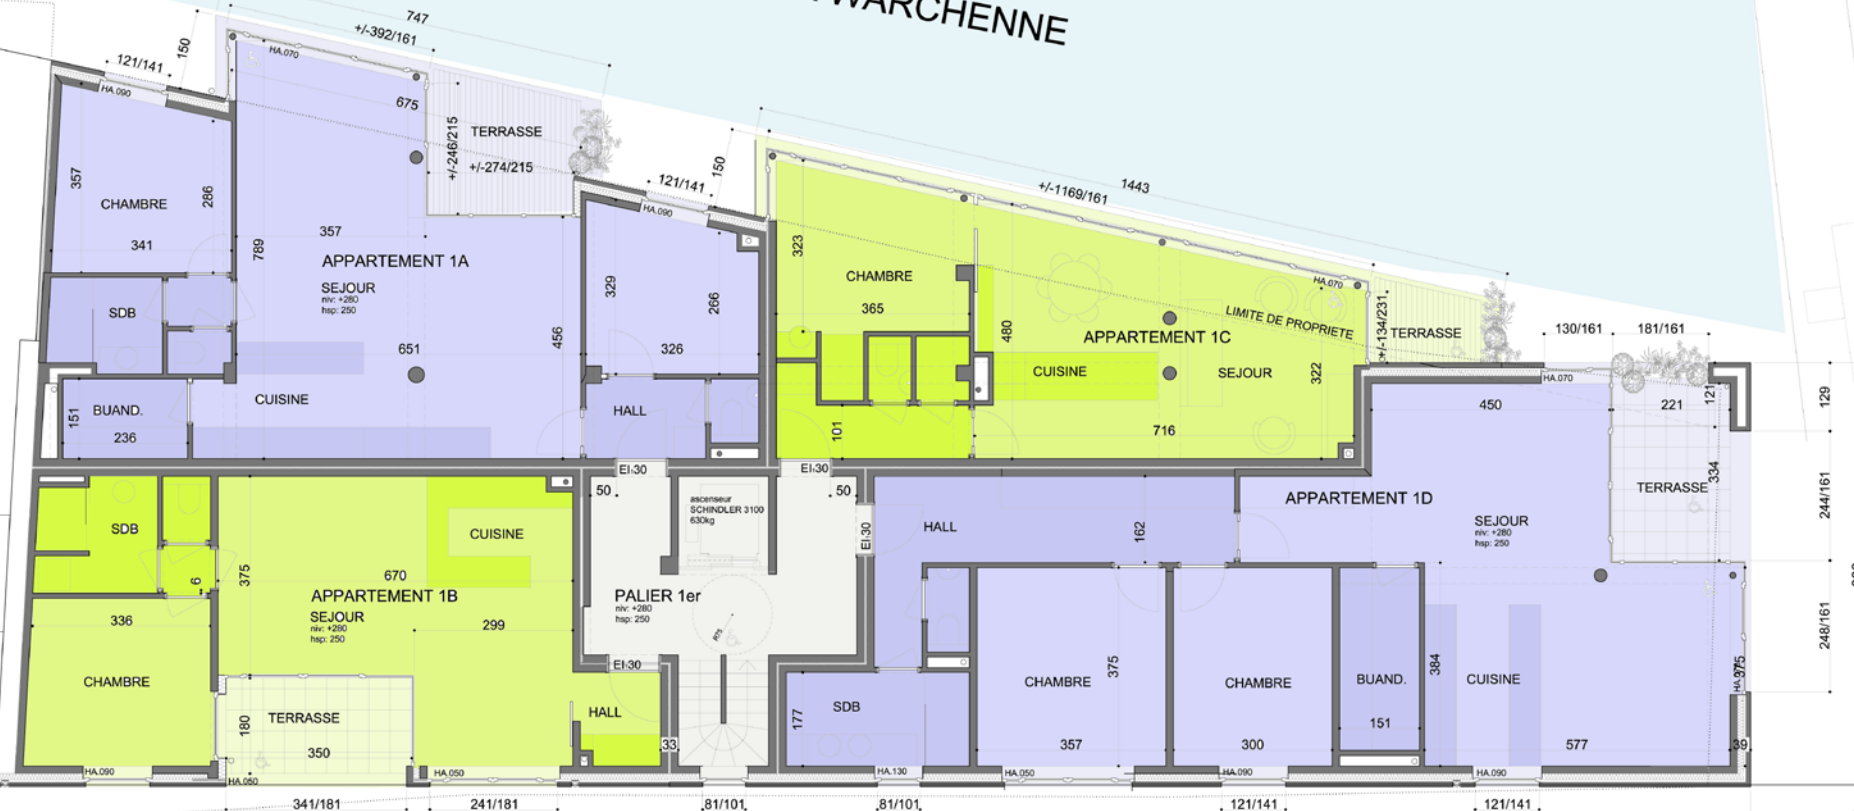 WARCHENNE
747
+/-392/161
150
121/141
HA.090
HA.070
675
+/-246/215
TERRASSE
+/-274/215
357
286
CHAMBRE
341
789
357
APPARTEMENT 1A
SEJOUR
niv: +280
hsp: 250
SDB
651
456
CUISINE
BUAND.
151
236
150
121/141
HA.090
329
266
326
HALL
EI.30
1443
+/-1169/161
323
CHAMBRE
365
480
HA.070
LIMITE DE PROPRIETE
APPARTEMENT 1C
CUISINE
SEJOUR
322
+/-134/231
TERRASSE
101
716
EI.30
130/161
181/161
HA.070
450
221
121
129
334
TERRASSE
244/161
APPARTEMENT 1D
SEJOUR
niv: +280
hsp: 250
HALL
162
EI.30
50
50
ascenseur
SCHINDLER 3100
630kg
PALIER 1er
niv: +280
hsp: 250
R75
EI.30
SDB
CUISINE
375
670
APPARTEMENT 1B
SEJOUR
niv: +280
hsp: 250
299
336
CHAMBRE
TERRASSE
180
350
HALL
33
HA.090
HA.050
HA.050
341/181
241/181
81/101
SDB
177
HA.130
81/101
CHAMBRE
375
357
HA.050
CHAMBRE
300
HA.090
121/141
BUAND.
151
384
CUISINE
577
HA.090
121/141
375
39
248/161